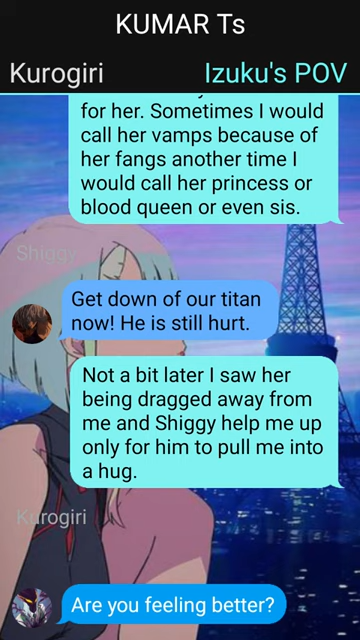 KUMAR Ts
Kurogiri
Izuku's POV
for her. Sometimes I would
call her vamps because of
her fangs another time I
would call her princess or
blood queen or even sis.
Shiggy
Get down of our titan
now! He is still hurt.
Not a bit later I saw her
being dragged away from
me and Shiggy help me up
only for him to pull me into
a hug.
Kurogiri
Are you feeling better?